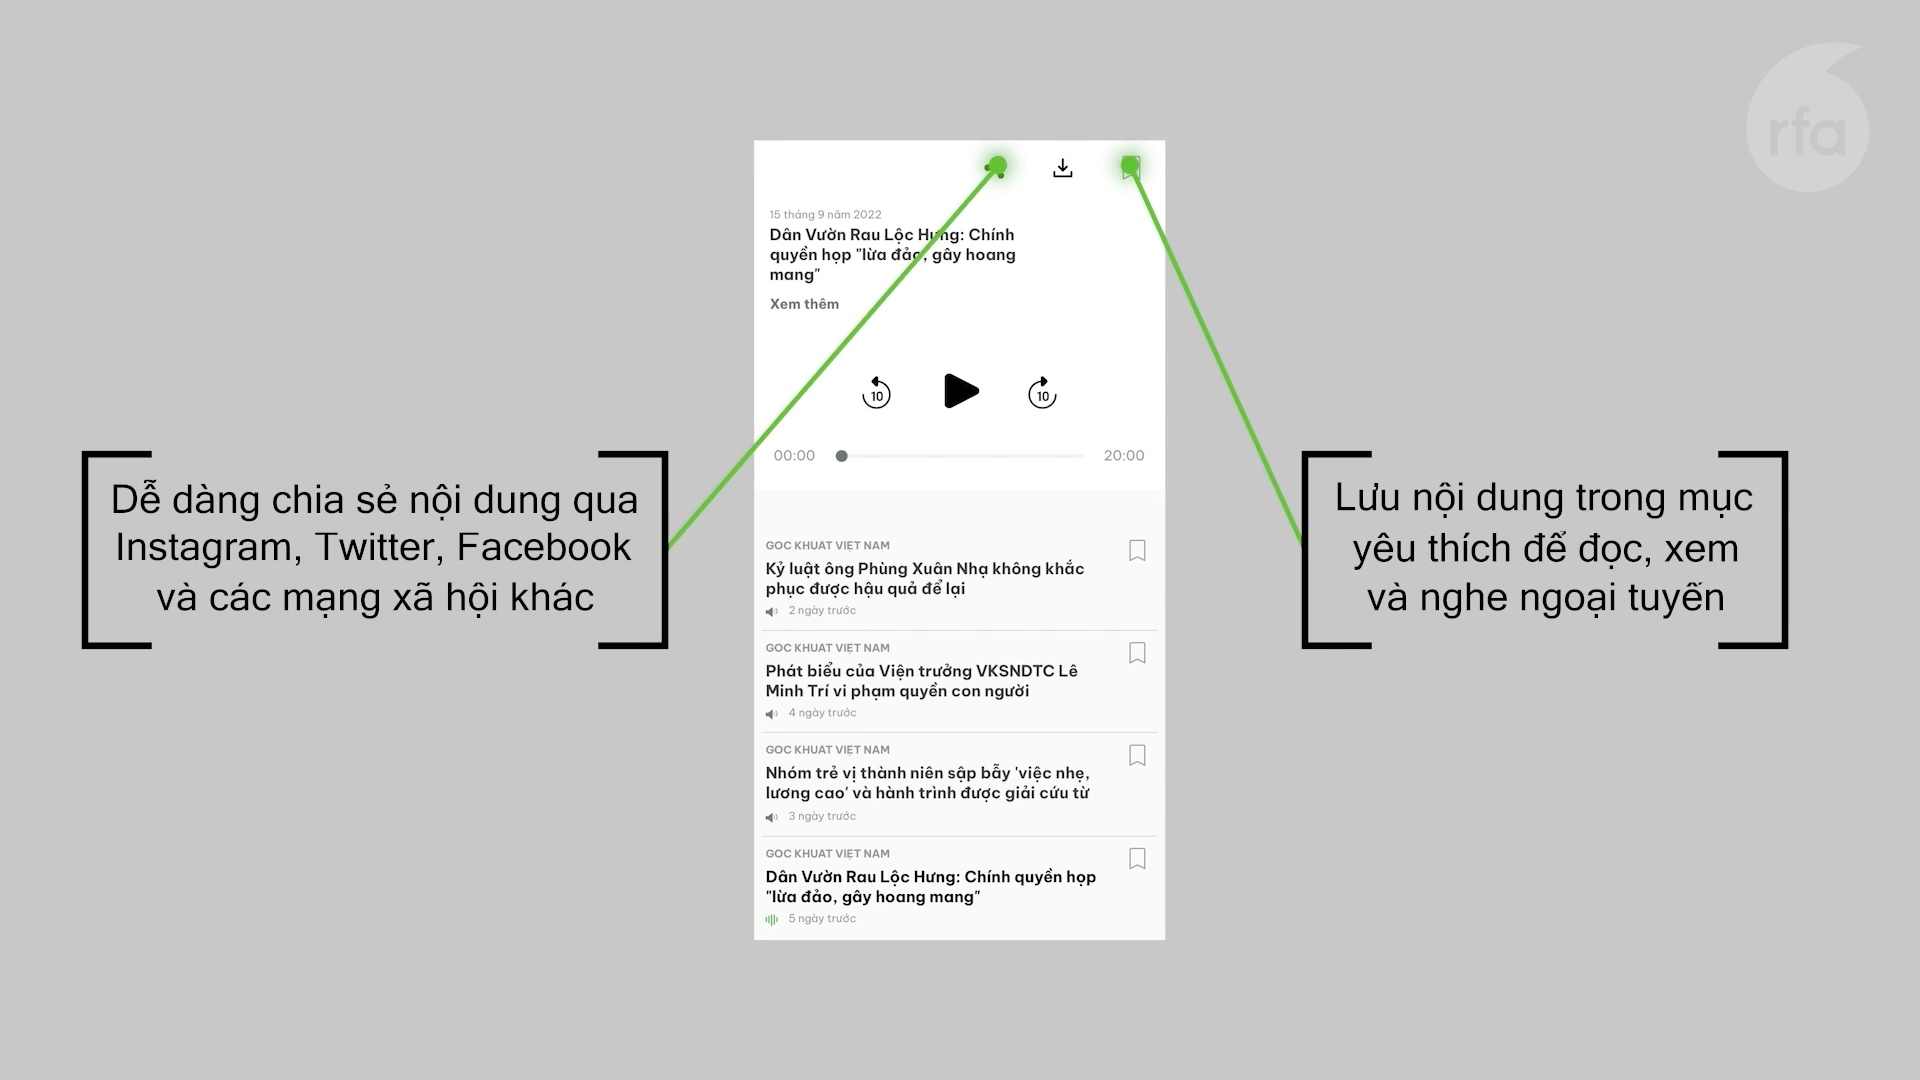 rfa
15 tháng 9 năm 2022
Dân Vườn Rau Lộc Hưng: Chính
quyền họp "lừa đảo, gây hoang
mang"
Xem thêm
10
10
00:00
20:00
Dễ dàng chia sẻ nội dung qua
Instagram, Twitter, Facebook
và các mạng xã hội khác
Lưu nội dung trong mục
yêu thích để đọc, xem
và nghe ngoại tuyến
GOC KHUAT VIỆT NAM
Kỷ luật ông Phùng Xuân Nhạ không khắc
phục được hậu quả để lại
2 ngày trước
GOC KHUAT VIỆT NAM
Phát biểu của Viện trưởng VKSNDTC Lê
Minh Trí vi phạm quyền con người
4 ngày trước
GOC KHUAT VIỆT NAM
Nhóm trẻ vị thành niên sập bẫy 'việc nhẹ,
lương cao' và hành trình được giải cứu từ
3 ngày trước
GOC KHUAT VIỆT NAM
Dân Vườn Rau Lộc Hưng: Chính quyền họp
"lừa đảo, gây hoang mang"
5 ngày trước